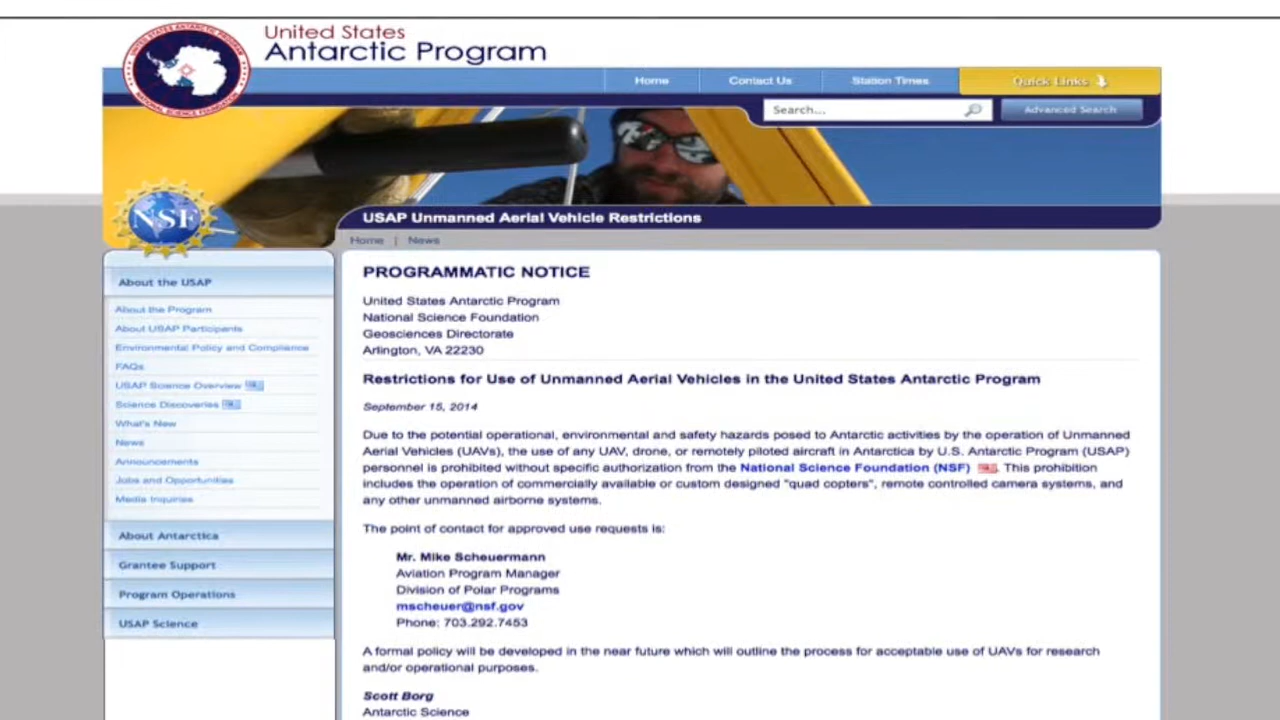 UNITED STATES ANTARCTIC PROGRAM
NATIONAL SCIENCE FOUNDATION
United States
Antarctic Program
Home
Contact Us
Station Times
Quick Links
Search...
Advanced Search
NSF
USAP Unmanned Aerial Vehicle Restrictions
Home | News
About the USAP
About the Program
About USAP Participants
Environmental Policy and Compliance
FAQs
USAP Science Overview
Science Discoveries
What's New
News
Announcements
Jobs and Opportunities
Media Inquiries
About Antarctica
Grantee Support
Program Operations
USAP Science
PROGRAMMATIC NOTICE
United States Antarctic Program
National Science Foundation
Geosciences Directorate
Arlington, VA 22230
Restrictions for Use of Unmanned Aerial Vehicles in the United States Antarctic Program
September 15, 2014
Due to the potential operational, environmental and safety hazards posed to Antarctic activities by the operation of Unmanned
Aerial Vehicles (UAVs), the use of any UAV, drone, or remotely piloted aircraft in Antarctica by U.S. Antarctic Program (USAP)
personnel is prohibited without specific authorization from the National Science Foundation (NSF) . This prohibition
includes the operation of commercially available or custom designed "quad copters", remote controlled camera systems, and
any other unmanned airborne systems.
The point of contact for approved use requests is:
Mr. Mike Scheuermann
Aviation Program Manager
Division of Polar Programs
mscheuer@nsf.gov
Phone: 703.292.7453
A formal policy will be developed in the near future which will outline the process for acceptable use of UAVs for research
and/or operational purposes.
Scott Borg
Antarctic Science